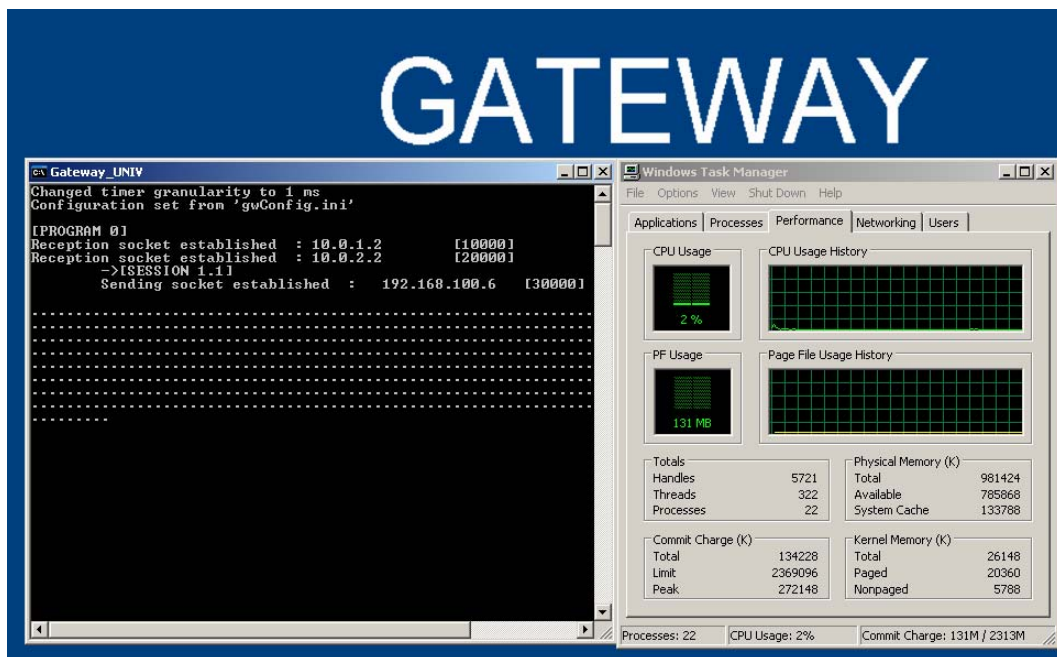 GATEWAY
Gateway_UNIV
Changed timer granularity to 1 ms
Configuration set from 'gwConfig.ini'
[PROGRAM 0]
Reception socket established : 10.0.1.2 [10000]
Reception socket established : 10.0.2.2 [20000]
->[SESSION 1.1]
Sending socket established : 192.168.100.6 [30000]
Windows Task Manager
File Options View Shut Down Help
Applications Processes Performance Networking Users
CPU Usage CPU Usage History
2 %
PF Usage Page File Usage History
131 MB
Totals
Handles 5721
Threads 322
Processes 22
Physical Memory (K)
Total 981424
Available 785868
System Cache 133788
Commit Charge (K)
Total 134228
Limit 2369096
Peak 272148
Kernel Memory (K)
Total 26148
Paged 20360
Nonpaged 5788
Processes: 22 CPU Usage: 2% Commit Charge: 131M / 2313M